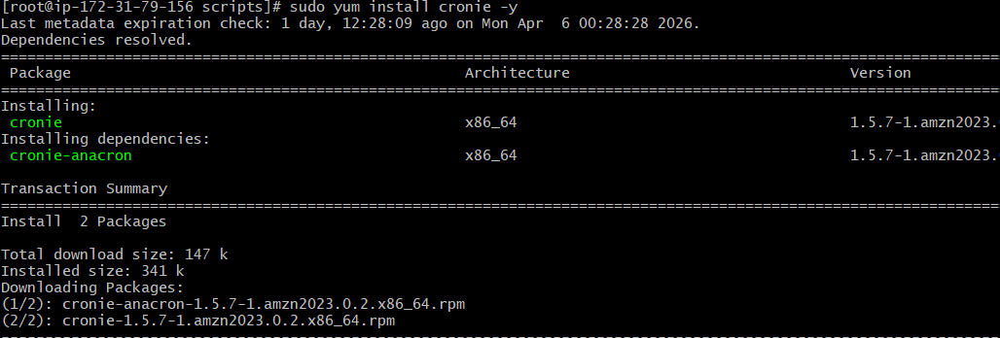 [root@ip-172-31-79-156 scripts]# sudo yum install cronie -y
Last metadata expiration check: 1 day, 12:28:09 ago on Mon Apr  6 00:28:28 2026.
Dependencies resolved.
================================================================================
 Package Architecture Version
================================================================================
Installing:
 cronie x86_64 1.5.7-1.amzn2023.
Installing dependencies:
 cronie-anacron x86_64 1.5.7-1.amzn2023.
Transaction Summary
================================================================================
Install  2 Packages
Total download size: 147 k
Installed size: 341 k
Downloading Packages:
(1/2): cronie-anacron-1.5.7-1.amzn2023.0.2.x86_64.rpm
(2/2): cronie-1.5.7-1.amzn2023.0.2.x86_64.rpm
--------------------------------------------------------------------------------